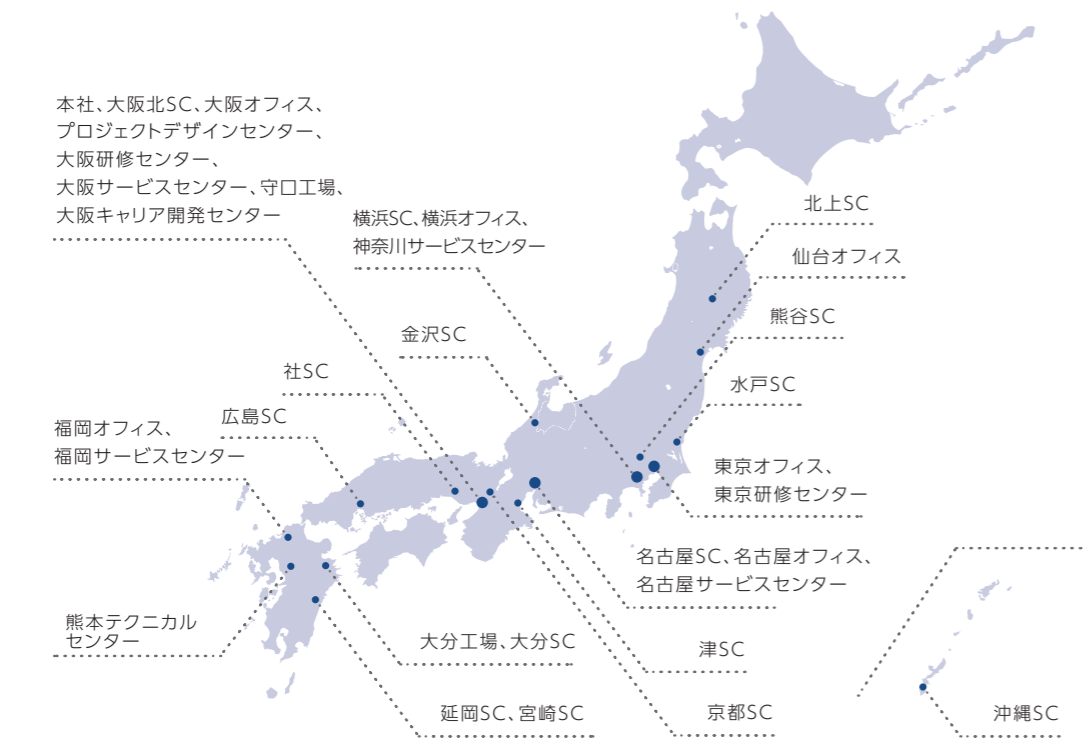 本社、大阪北SC、大阪オフィス、
プロジェクトデザインセンター、
大阪研修センター、
大阪サービスセンター、守口工場、
大阪キャリア開発センター
横浜SC、横浜オフィス、
神奈川サービスセンター
金沢SC
社SC
広島SC
福岡オフィス、
福岡サービスセンター
北上SC
仙台オフィス
熊谷SC
水戸SC
東京オフィス、
東京研修センター
名古屋SC、名古屋オフィス、
名古屋サービスセンター
熊本テクニカル
センター
大分工場、大分SC
津SC
延岡SC、宮崎SC
京都SC
沖縄SC